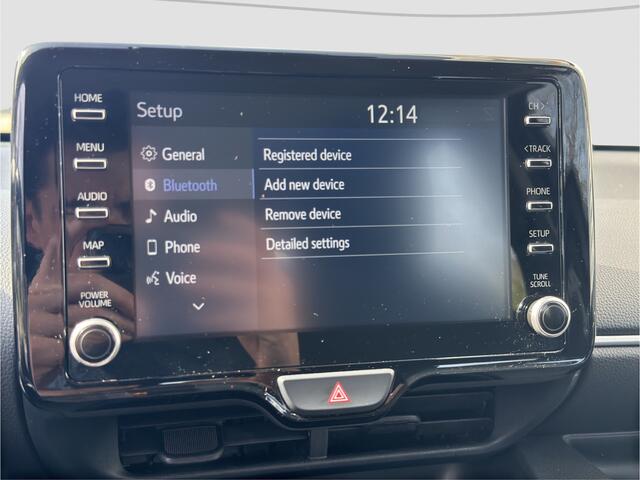 HOME
MENU
AUDIO
MAP
POWER
VOLUME
Setup
12:14
General
Bluetooth
Audio
Phone
Voice
Registered device
Add new device
Remove device
Detailed settings
CH >
< TRACK
PHONE
SETUP
TUNE
SCROLL